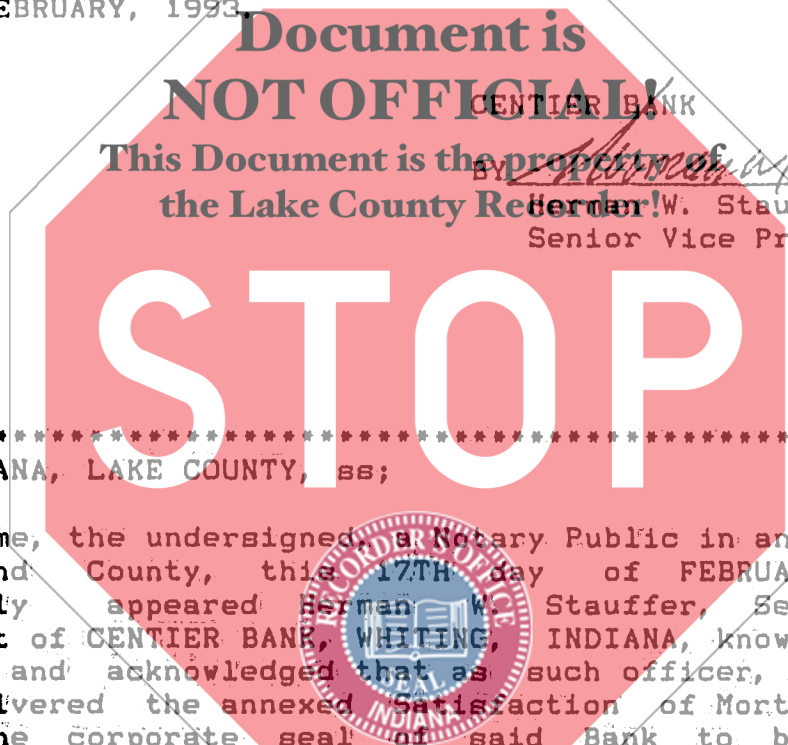 EBRUARY, 1993.
Document is
NOT OFFICIAL!
CENTIER BANK
This Document is the property of
BY
the Lake County Recorder!
Herman W. Stau
Senior Vice Pr
STOP
*********************************************
ANA, LAKE COUNTY, ss;
me, the undersigned, a Notary Public in an
nd County, this 17TH day of FEBRUA
ly appeared Herman W. Stauffer, Se
t of CENTIER BANK, WHITING, INDIANA, know
and acknowledged that as such officer,
ivered the annexed Satisfaction of Mort
he corporate seal of said Bank to b
RECORDER'S OFFICE
SEAL
INDIANA